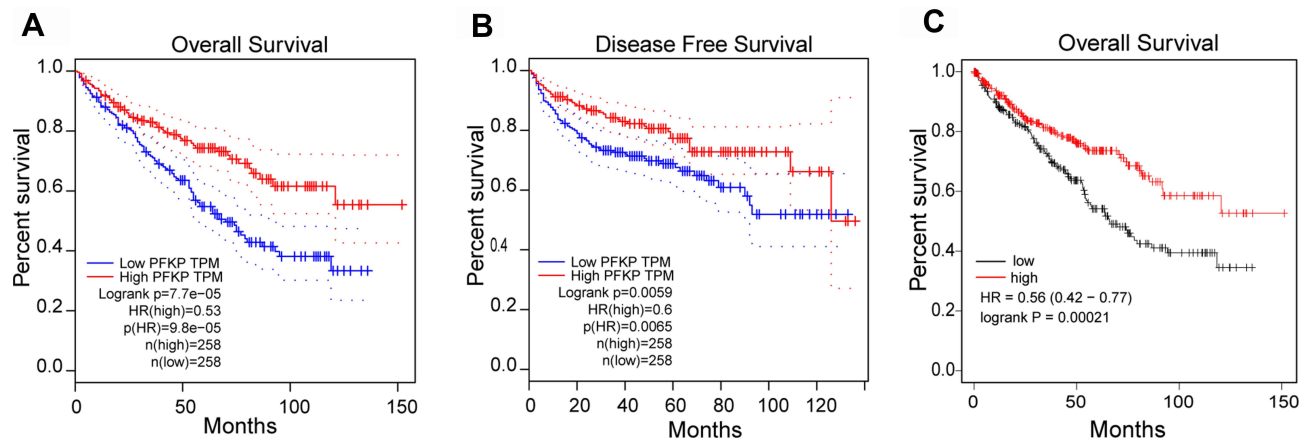 A
Overall Survival
Percent survival
1.0
0.8
0.6
0.4
0.2
0.0
Low PFKP TPM
High PFKP TPM
Logrank p=7.7e−05
HR(high)=0.53
p(HR)=9.8e−05
n(high)=258
n(low)=258
0 50 100 150
Months
B
Disease Free Survival
Percent survival
1.0
0.8
0.6
0.4
0.2
0.0
Low PFKP TPM
High PFKP TPM
Logrank p=0.0059
HR(high)=0.6
p(HR)=0.0065
n(high)=258
n(low)=258
0 20 40 60 80 100 120
Months
C
Overall Survival
Percent survival
1.0
0.8
0.6
0.4
0.2
0.0
low
high
HR = 0.56 (0.42 − 0.77)
logrank P = 0.00021
0 50 100 150
Months